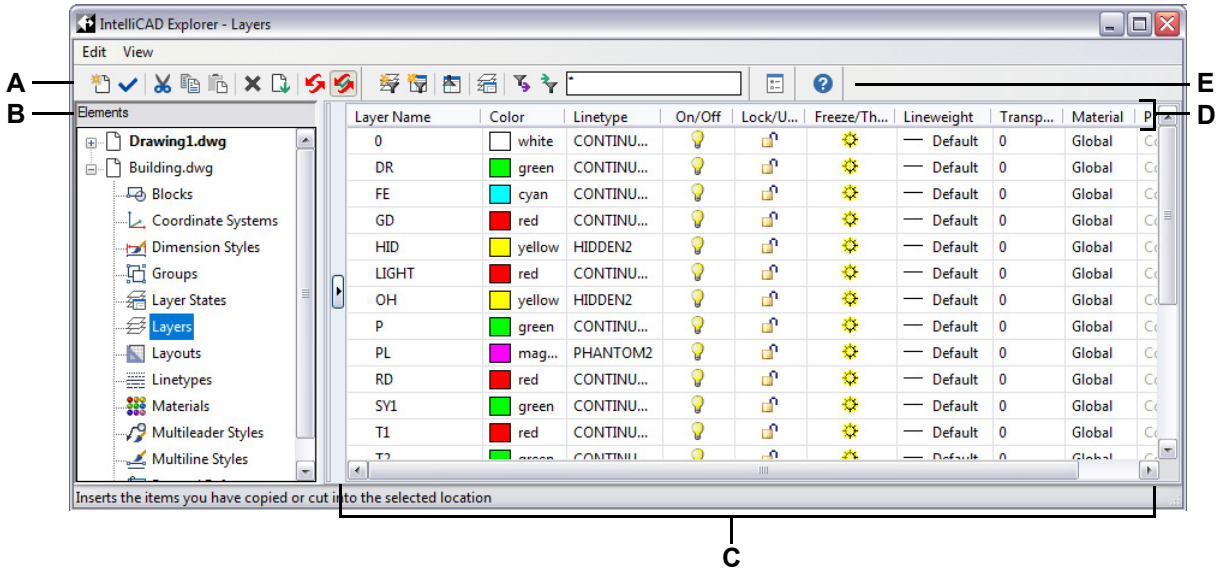 IntelliCAD Explorer - Layers
Edit View
A
E
B
Elements
Layer Name Color Linetype On/Off Lock/U... Freeze/Th... Lineweight Transp... Material P
D
Drawing1.dwg
Building.dwg
Blocks
Coordinate Systems
Dimension Styles
Groups
Layer States
Layers
Layouts
Linetypes
Materials
Multileader Styles
Multiline Styles
0 white CONTINU... Default 0 Global
DR green CONTINU... Default 0 Global
FE cyan CONTINU... Default 0 Global
GD red CONTINU... Default 0 Global
HID yellow HIDDEN2 Default 0 Global
LIGHT red CONTINU... Default 0 Global
OH yellow HIDDEN2 Default 0 Global
P green CONTINU... Default 0 Global
PL mag... PHANTOM2 Default 0 Global
RD red CONTINU... Default 0 Global
SY1 green CONTINU... Default 0 Global
T1 red CONTINU... Default 0 Global
T2 green CONTINU Default 0 Global
Inserts the items you have copied or cut into the selected location
C